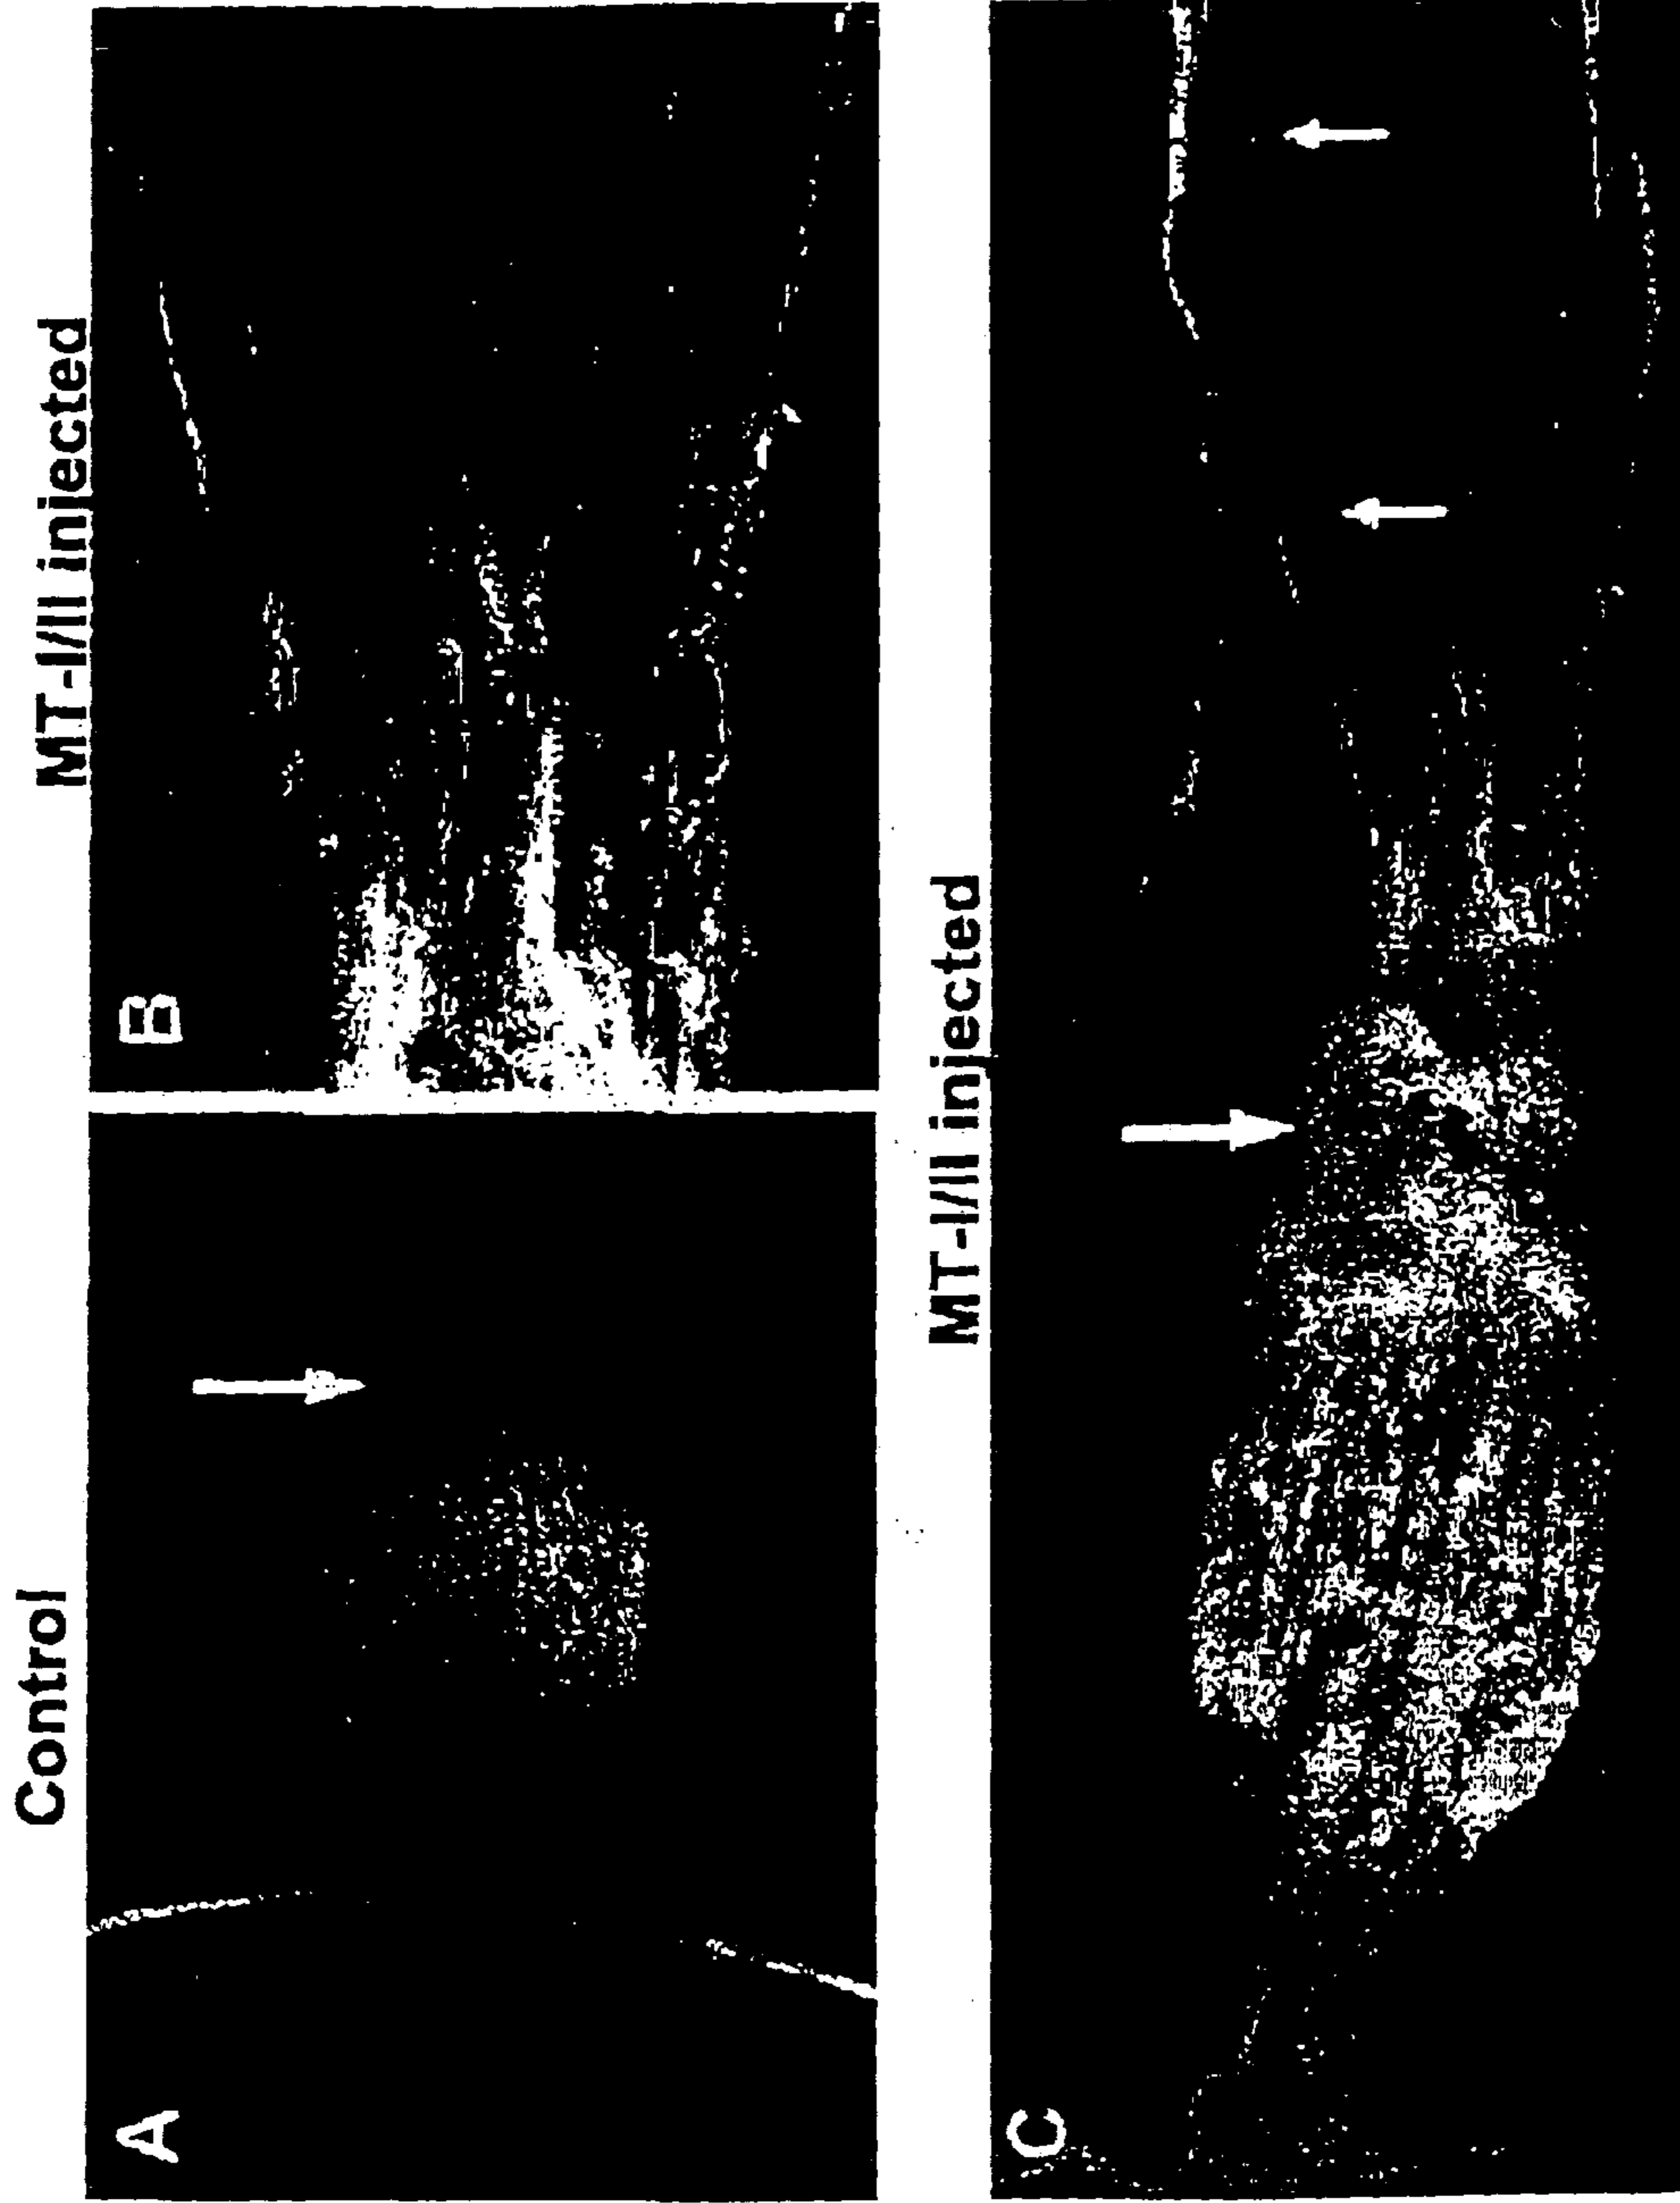 Control
MT-I/II injected
A
B
MT-I/II injected
C